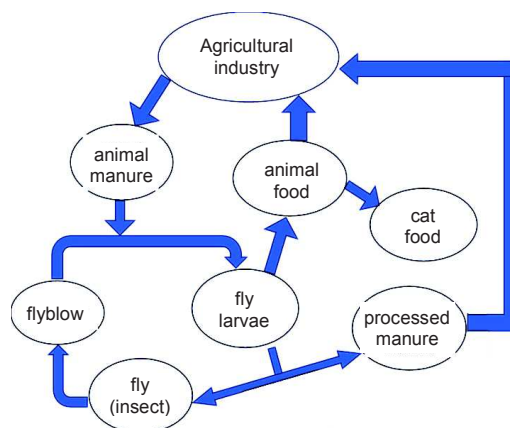 Agricultural
industry
animal
manure
animal
food
cat
food
flyblow
fly
larvae
processed
manure
fly
(insect)